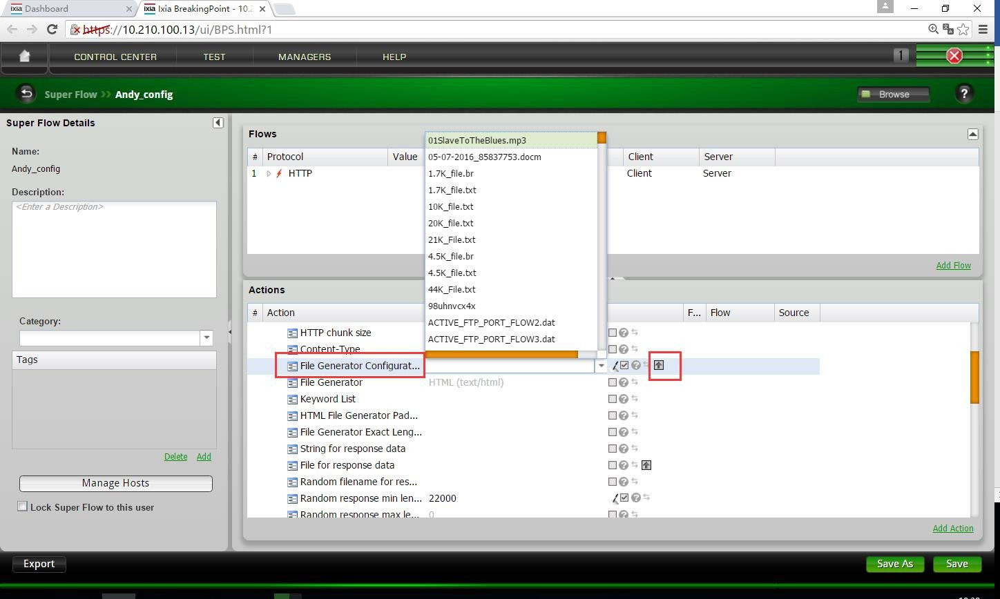 ixia Dashboard
ixia Ixia BreakingPoint - 10.2
https://10.210.100.13/ui/BPS.html?1
CONTROL CENTER TEST MANAGERS HELP 1
Super Flow >> Andy_config Browse ?
Super Flow Details
Name:
Andy_config
Description:
<Enter a Description>
Category:
Tags
Delete Add
Manage Hosts
Lock Super Flow to this user
Flows
# Protocol Value Client Server
1 HTTP Client Server
01SlaveToTheBlues.mp3
05-07-2016_85837753.docm
1.7K_file.br
1.7K_file.txt
10K_file.txt
20K_file.txt
21K_File.txt
4.5K_file.br
4.5K_file.txt
44K_File.txt
98uhnvcx4x
ACTIVE_FTP_PORT_FLOW2.dat
ACTIVE_FTP_PORT_FLOW3.dat
Add Flow
Actions
# Action F... Flow Source
HTTP chunk size
Content-Type
File Generator Configurat...
File Generator HTML (text/html)
Keyword List
HTML File Generator Pad...
File Generator Exact Leng...
String for response data
File for response data
Random filename for res...
Random response min len... 22000
Random response max le... 0
Add Action
Export Save As Save